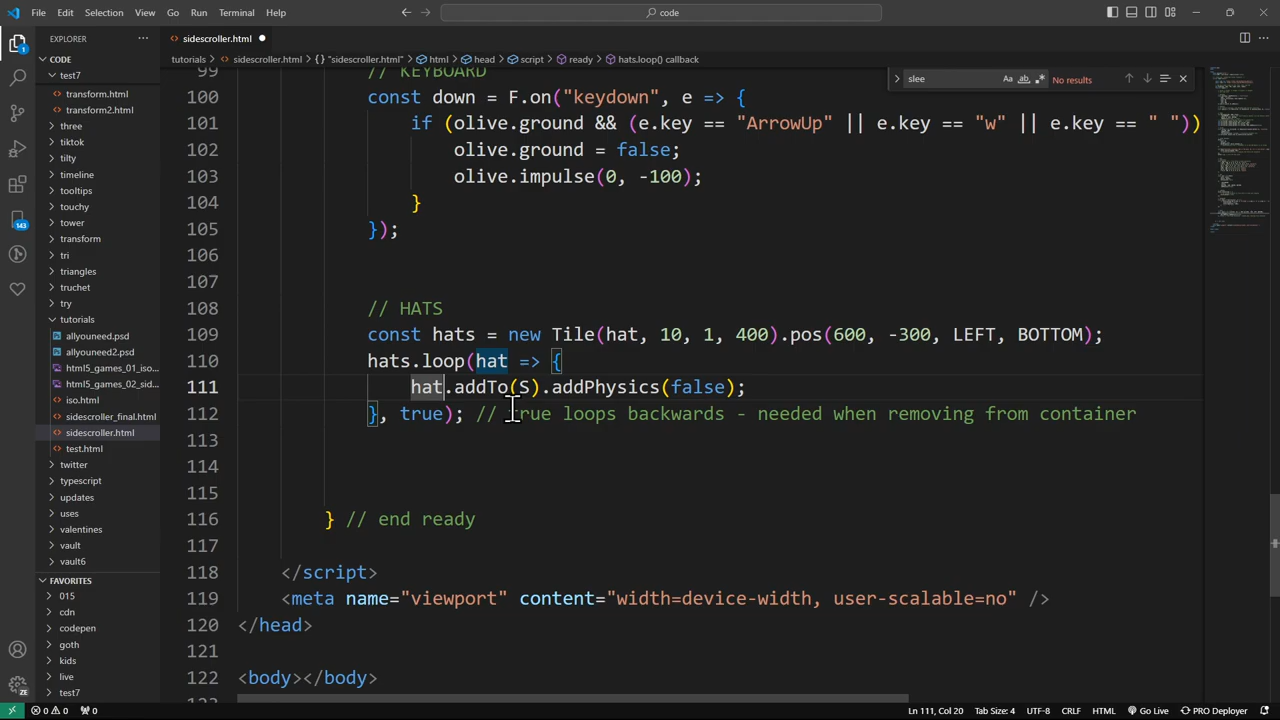 File Edit Selection View Go Run Terminal Help
code
EXPLORER
sidescroller.html
CODE
tutorials > sidescroller.html > {} "sidescroller.html" > html > head > script > ready > hats.loop() callback
slee
Aa
ab
No results
1
test7
transform.html
transform2.html
three
tiktok
tilty
timeline
tooltips
touchy
tower
transform
tri
triangles
truchet
try
tutorials
allyouneed.psd
allyouneed2.psd
html5_games_01_iso...
html5_games_02_sid...
iso.html
sidescroller_final.html
sidescroller.html
test.html
twitter
typescript
updates
uses
valentines
vault
vault6
FAVORITES
015
cdn
codepen
goth
kids
live
test7
143
ZE
99 // KEYBOARD
100 const down = F.on("keydown", e => {
101 if (olive.ground && (e.key == "ArrowUp" || e.key == "w" || e.key == " "))
102 olive.ground = false;
103 olive.impulse(0, -100);
104 }
105 });
106
107
108 // HATS
109 const hats = new Tile(hat, 10, 1, 400).pos(600, -300, LEFT, BOTTOM);
110 hats.loop(hat => {
111 hat.addTo(S).addPhysics(false);
112 }, true); // true loops backwards - needed when removing from container
113
114
115
116 } // end ready
117
118 </script>
119 <meta name="viewport" content="width=device-width, user-scalable=no" />
120 </head>
121
122 <body></body>
123
0 0 0 Ln 111, Col 20 Tab Size: 4 UTF-8 CRLF HTML Go Live PRO Deployer